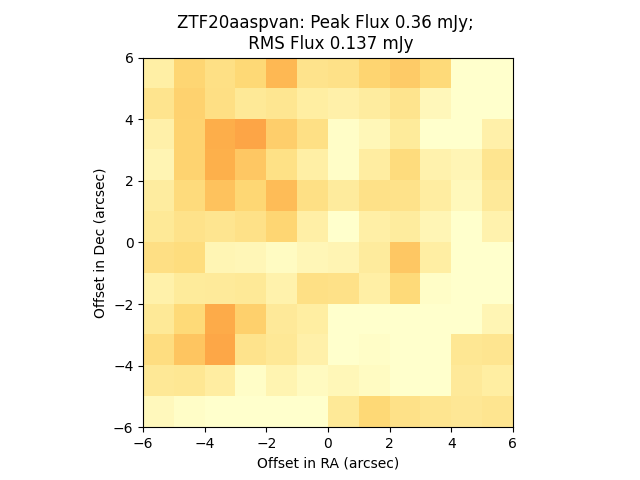 ZTF20aaspvan: Peak Flux 0.36 mJy;
RMS Flux 0.137 mJy
6
4
2
0
−2
−4
−6
Offset in Dec (arcsec)
−6 −4 −2 0 2 4 6
Offset in RA (arcsec)